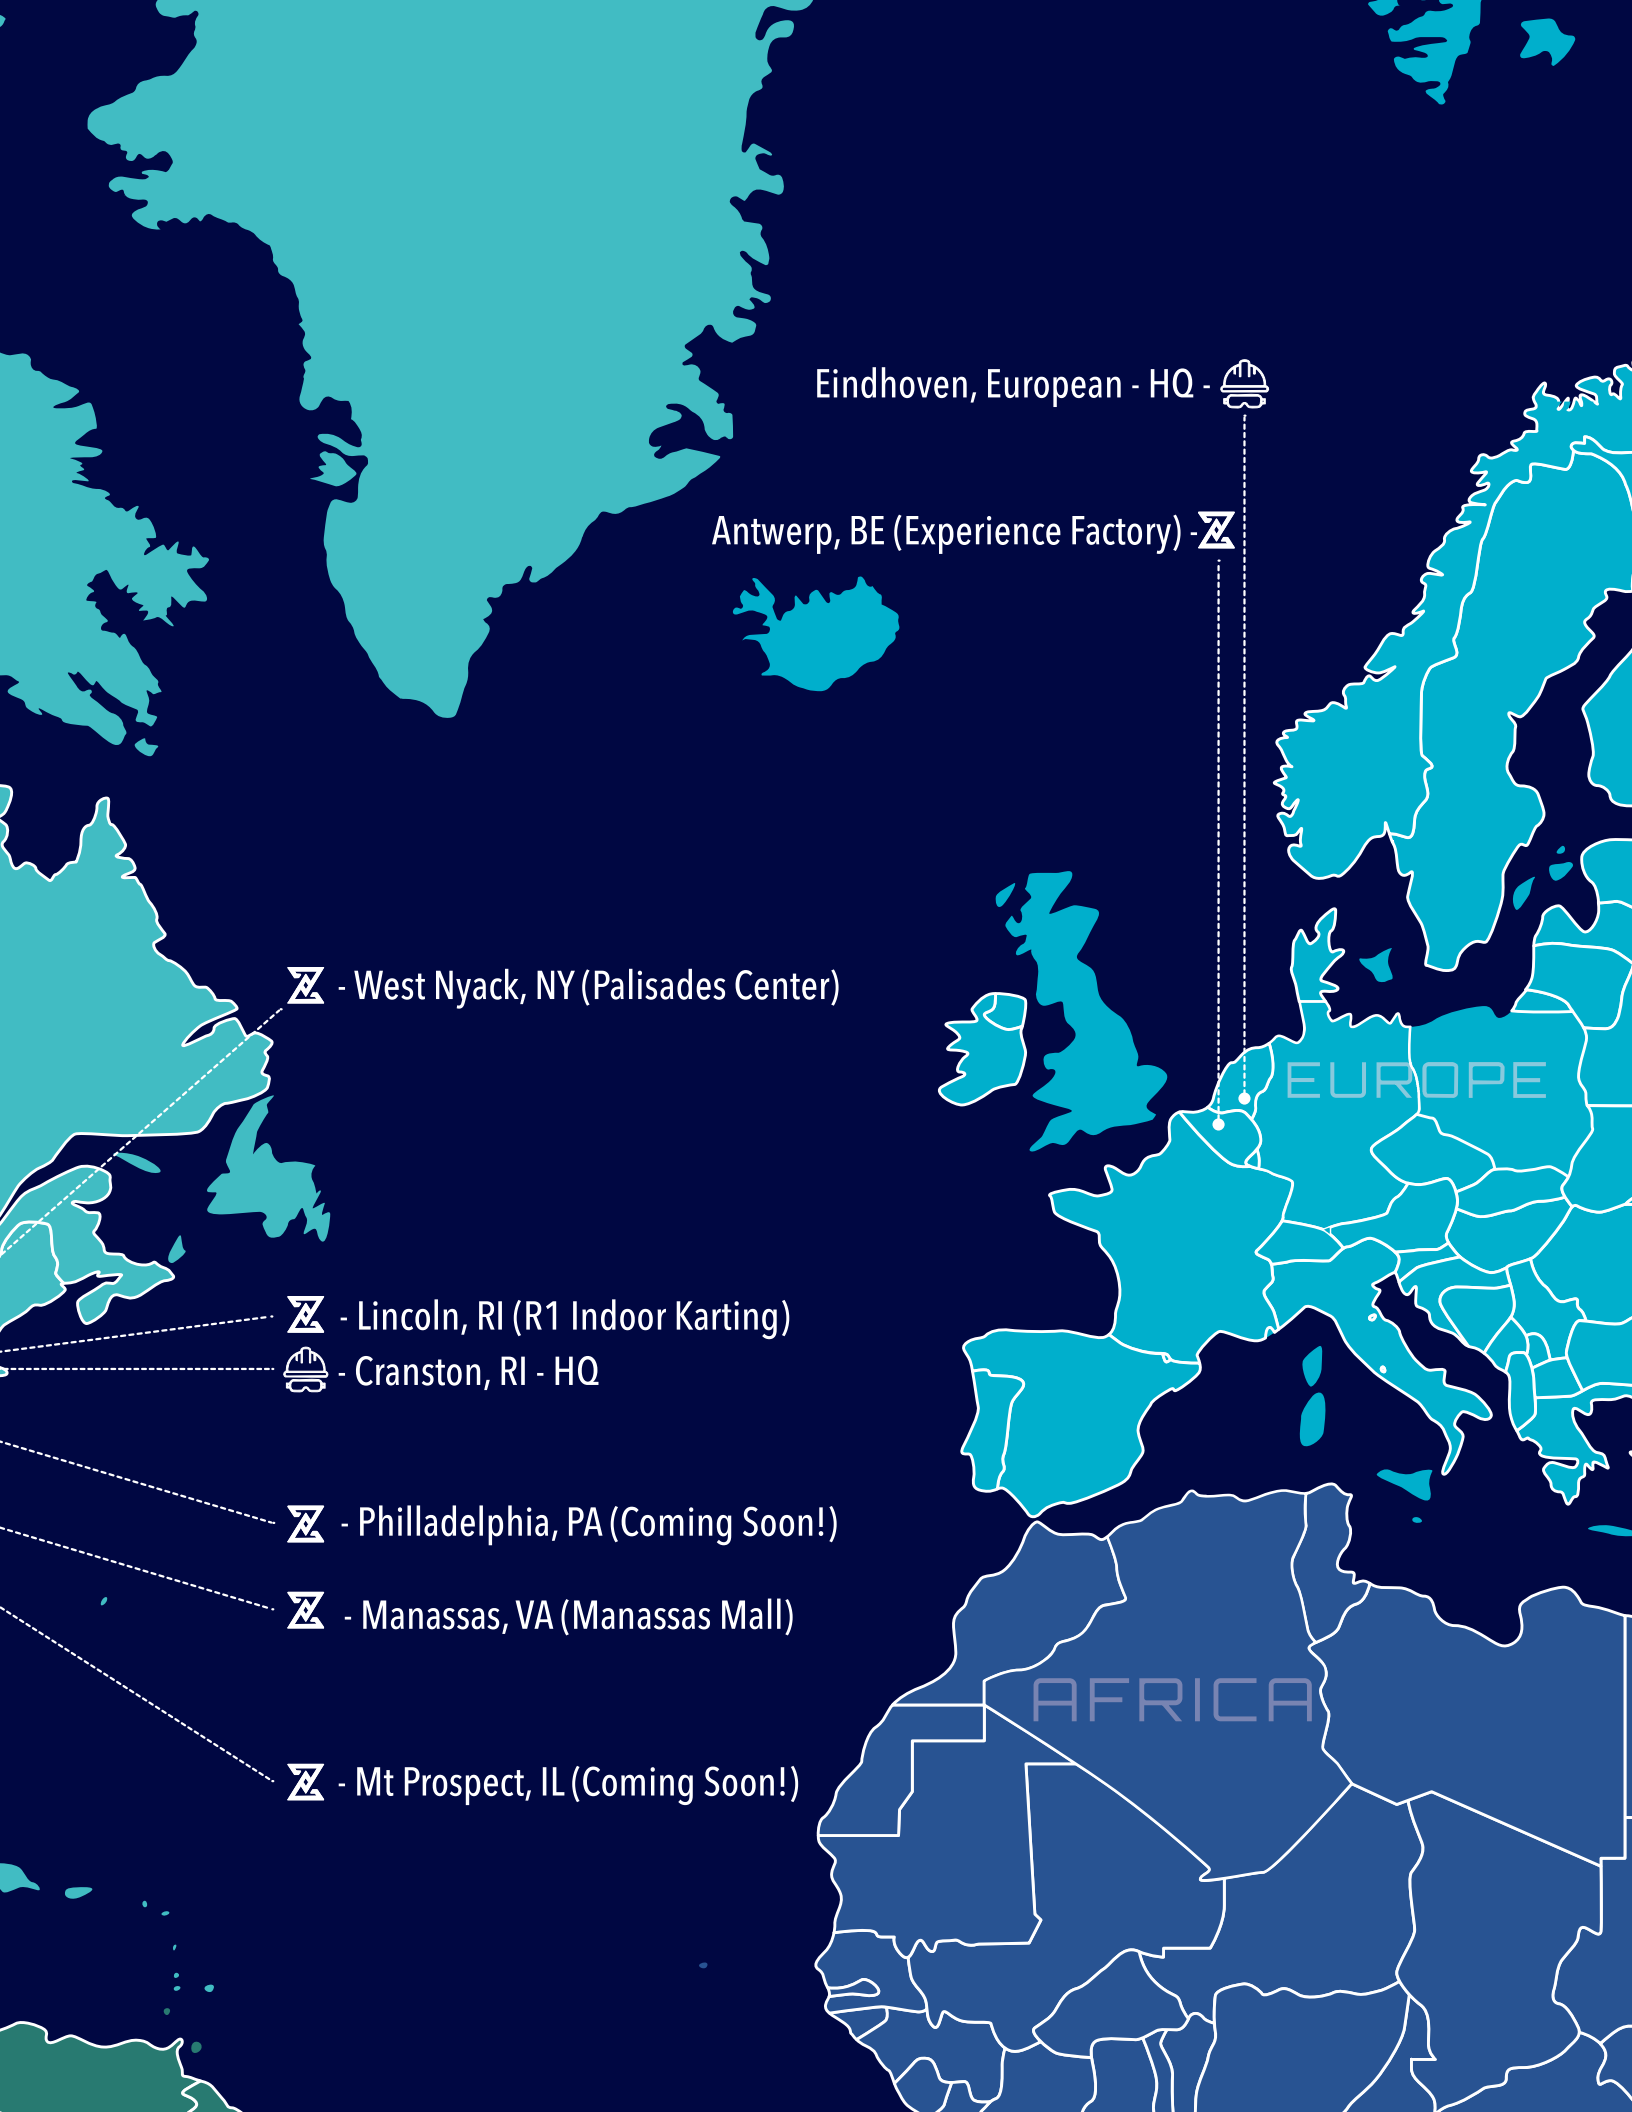 Eindhoven, European - HQ -
Antwerp, BE (Experience Factory) -
- West Nyack, NY (Palisades Center)
EUROPE
- Lincoln, RI (R1 Indoor Karting)
- Cranston, RI - HQ
- Philladelphia, PA (Coming Soon!)
- Manassas, VA (Manassas Mall)
AFRICA
- Mt Prospect, IL (Coming Soon!)